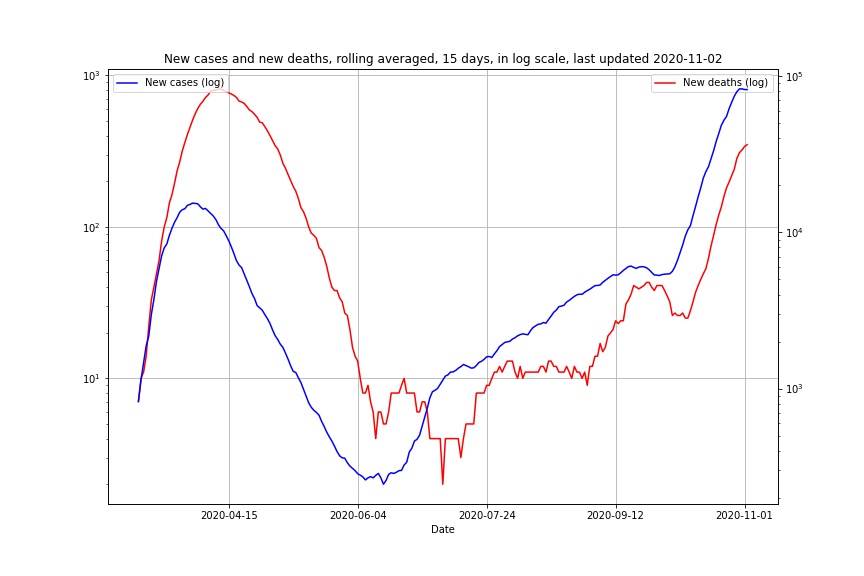 New cases and new deaths, rolling averaged, 15 days, in log scale, last updated 2020-11-02
New cases (log)
New deaths (log)
10³
10²
10¹
10⁵
10⁴
10³
2020-04-15
2020-06-04
2020-07-24
2020-09-12
2020-11-01
Date